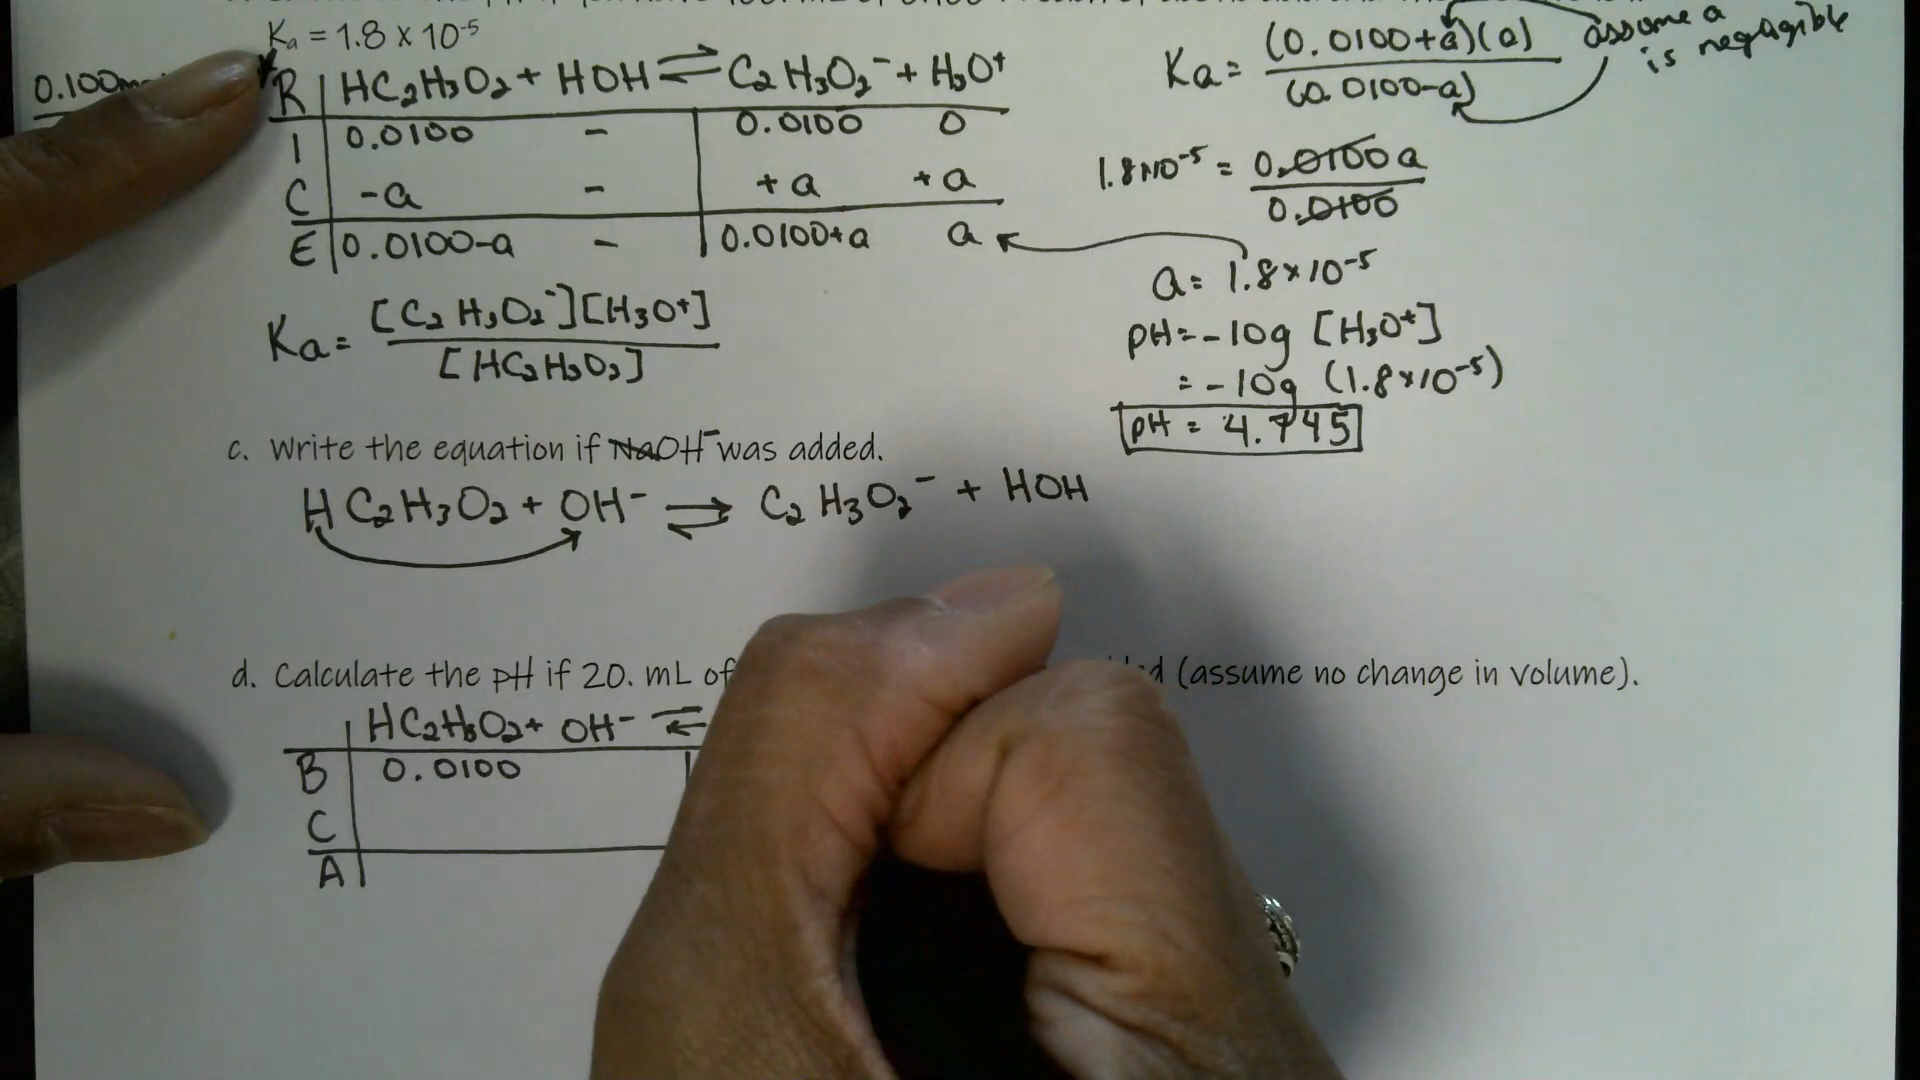 Ka = 1.8 x 10-5
0.100m
R HC2H3O2 + HOH ⇌ C2H3O2- + H3O+
I 0.0100 - 0.0100 0
C -a - +a +a
E 0.0100-a - 0.0100+a a
Ka = [C2H3O2-][H3O+]
[HC2H3O2]
Ka = (0.0100+a)(a)
(0.0100-a)
assume a
is negagible
1.8x10-5 = 0.0100a
0.0100
a = 1.8x10-5
pH = -log [H3O+]
= -log (1.8x10-5)
pH = 4.745
c. Write the equation if NaOH- was added.
HC2H3O2 + OH- ⇌ C2H3O2- + HOH
d. Calculate the pH if 20. mL of (assume no change in volume).
HC2H3O2 + OH- ⇌
B 0.0100
C
A